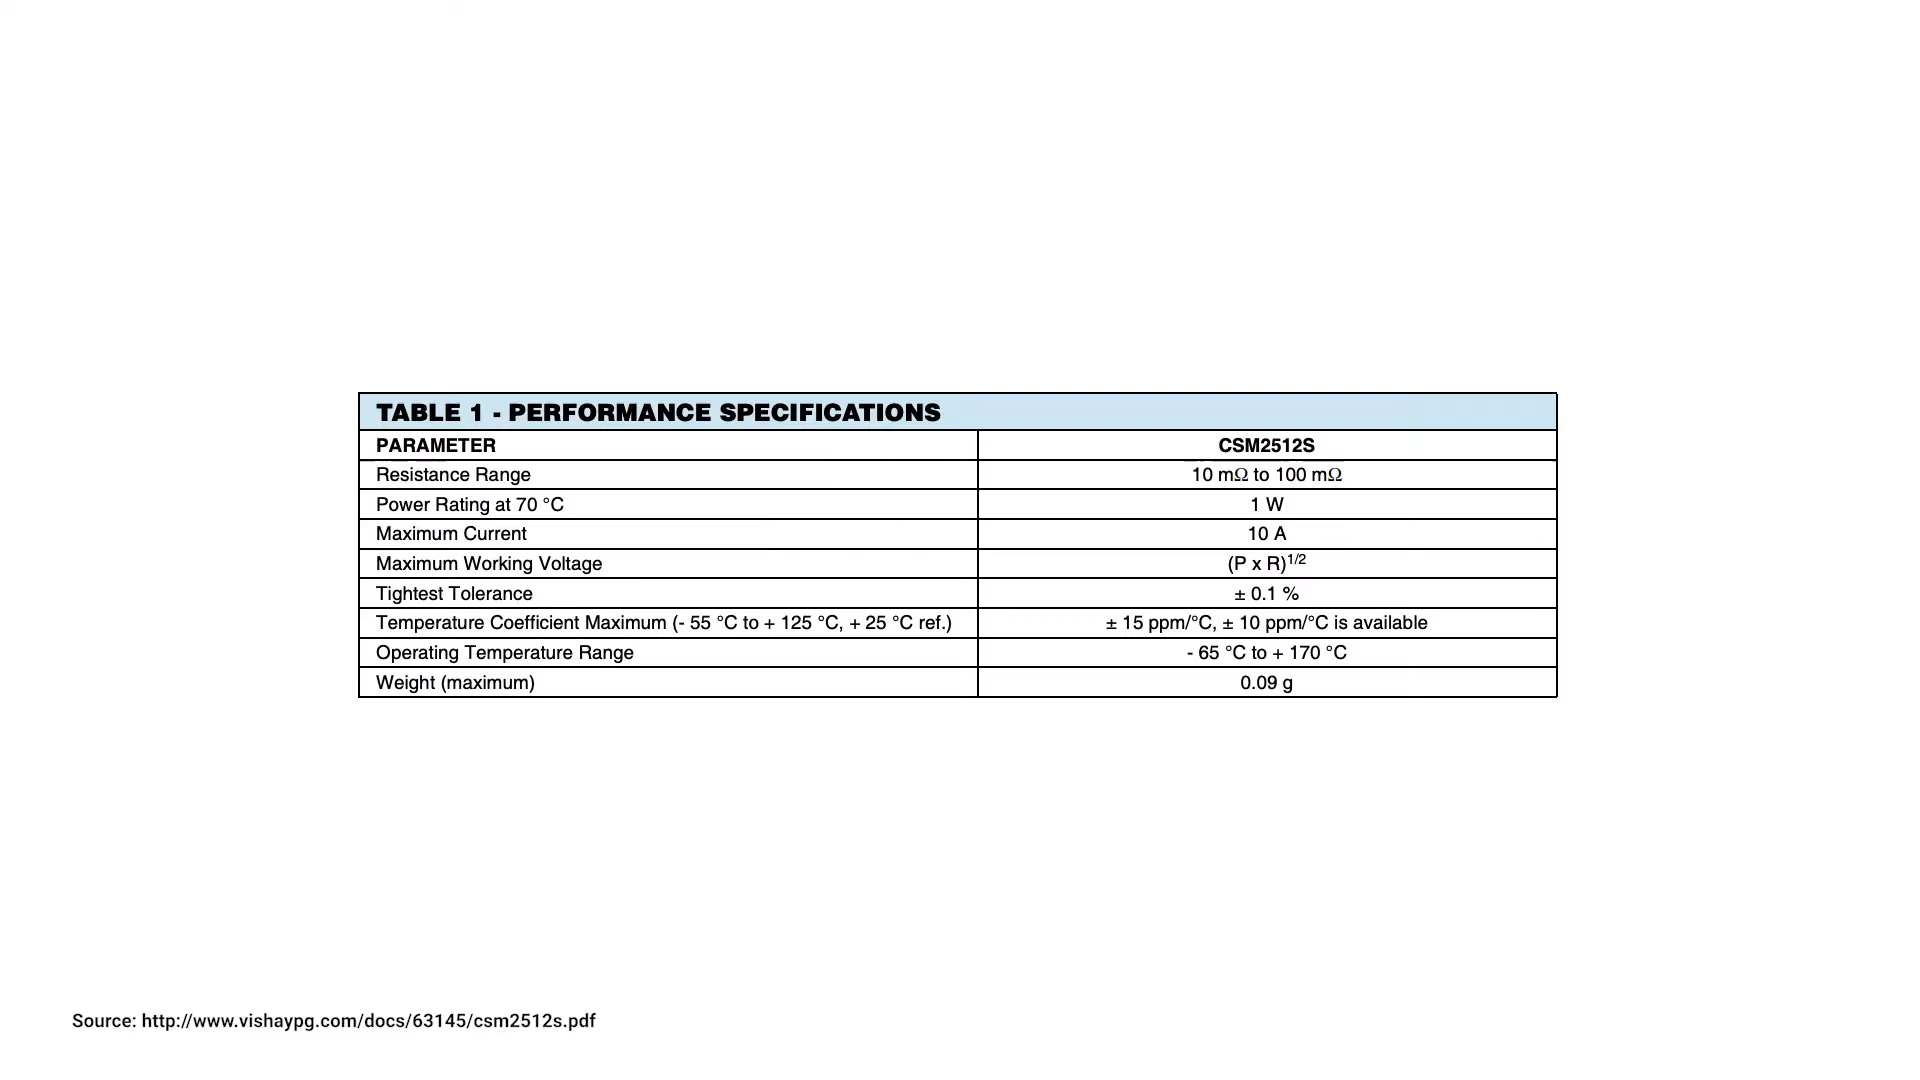 TABLE 1 - PERFORMANCE SPECIFICATIONS
PARAMETER CSM2512S
Resistance Range 10 mΩ to 100 mΩ
Power Rating at 70 °C 1 W
Maximum Current 10 A
Maximum Working Voltage (P x R)1/2
Tightest Tolerance ± 0.1 %
Temperature Coefficient Maximum (- 55 °C to + 125 °C, + 25 °C ref.) ± 15 ppm/°C, ± 10 ppm/°C is available
Operating Temperature Range - 65 °C to + 170 °C
Weight (maximum) 0.09 g
Source: http://www.vishaypg.com/docs/63145/csm2512s.pdf